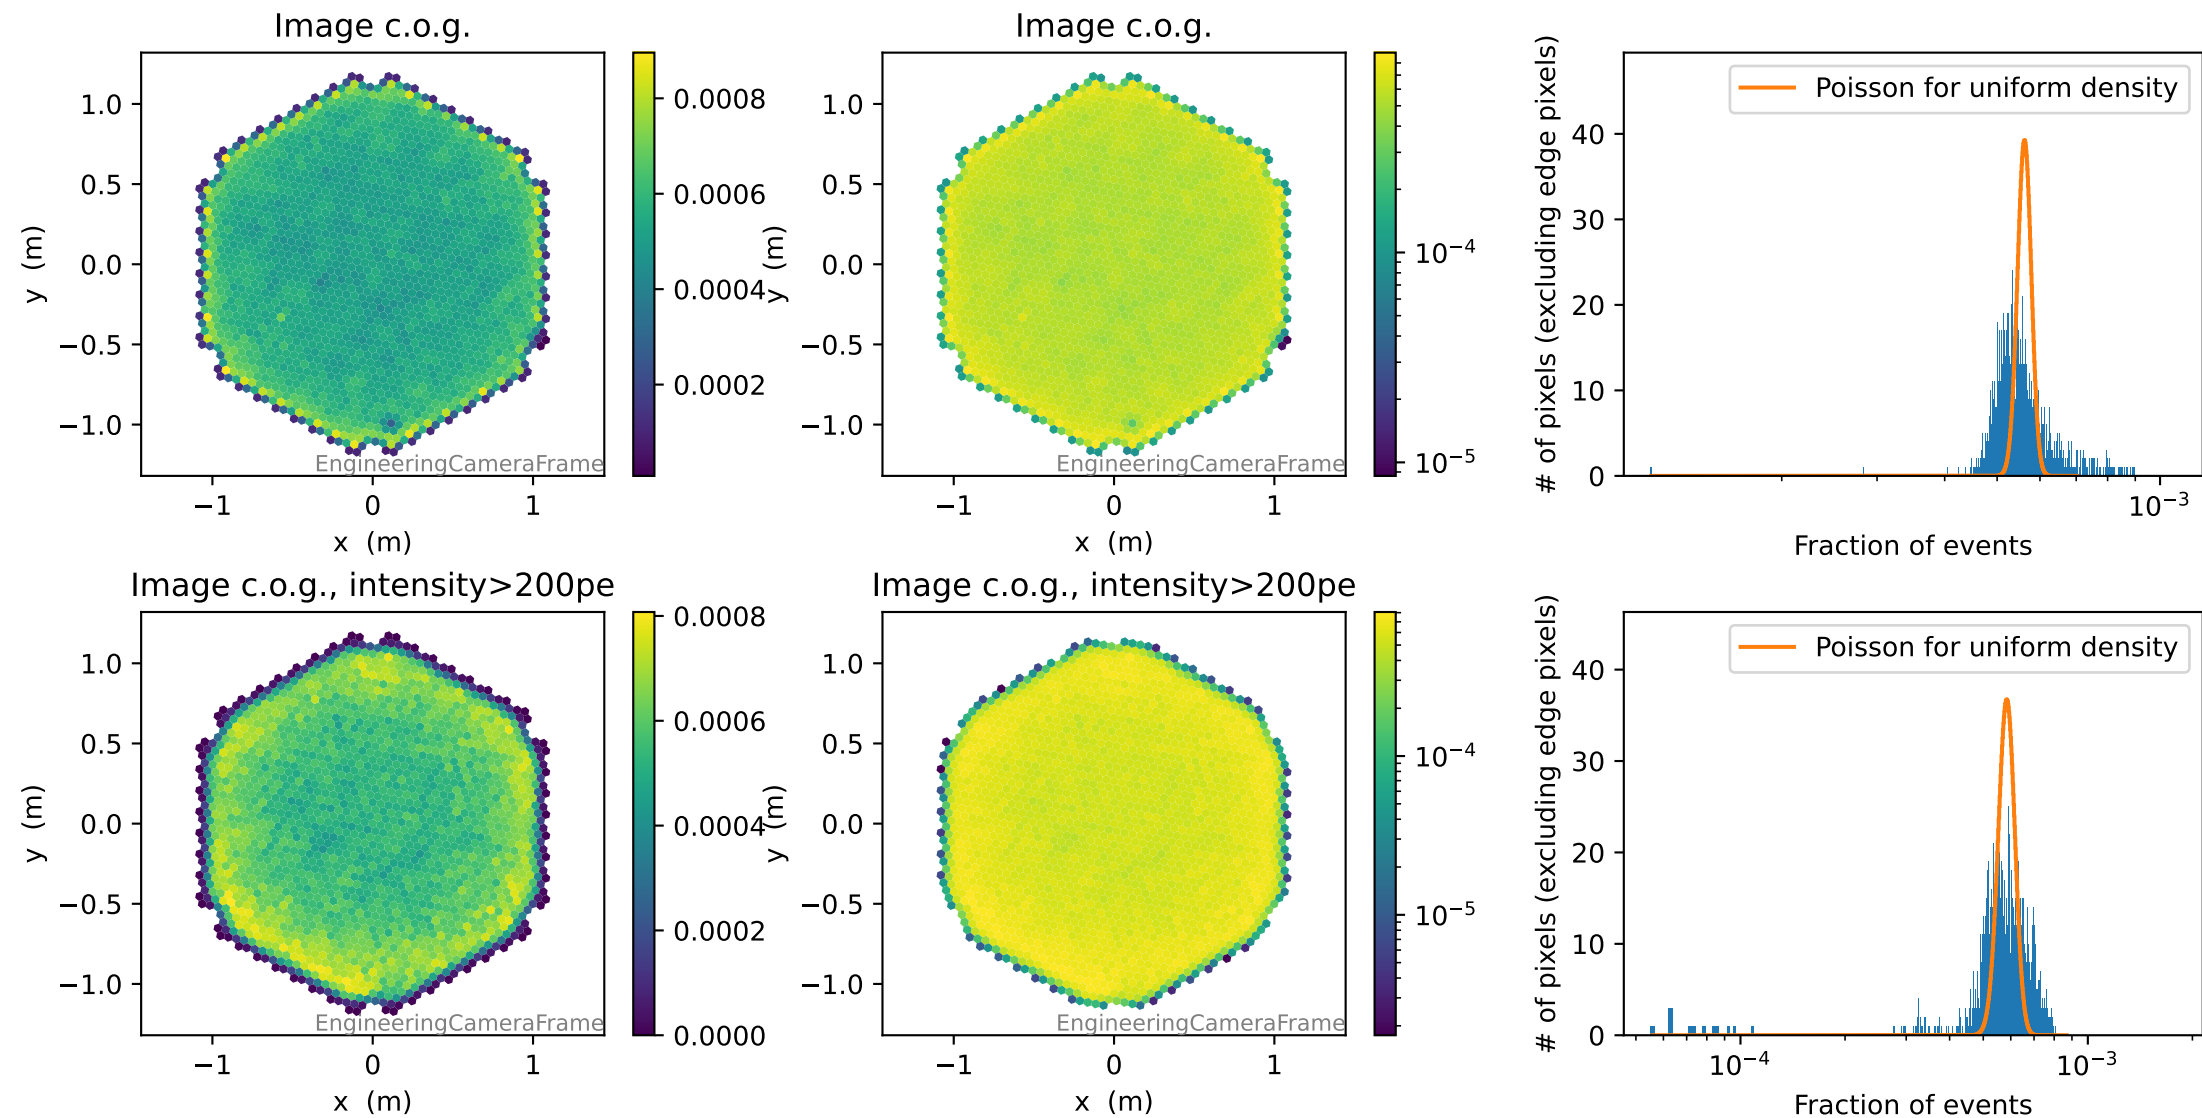 Image c.o.g.
y (m)
1.0
0.5
0.0
−0.5
−1.0
EngineeringCameraFrame
−1 0 1
x (m)
0.0008
0.0006
0.0004
0.0002
Image c.o.g.
y (m)
1.0
0.5
0.0
−0.5
−1.0
EngineeringCameraFrame
−1 0 1
x (m)
10⁻⁴
10⁻⁵
# of pixels (excluding edge pixels)
Poisson for uniform density
40
30
20
10
0
10⁻³
Fraction of events
Image c.o.g., intensity>200pe
y (m)
1.0
0.5
0.0
−0.5
−1.0
EngineeringCameraFrame
−1 0 1
x (m)
0.0008
0.0006
0.0004
0.0002
0.0000
Image c.o.g., intensity>200pe
y (m)
1.0
0.5
0.0
−0.5
−1.0
EngineeringCameraFrame
−1 0 1
x (m)
10⁻⁴
10⁻⁵
# of pixels (excluding edge pixels)
Poisson for uniform density
40
30
20
10
0
10⁻⁴ 10⁻³
Fraction of events